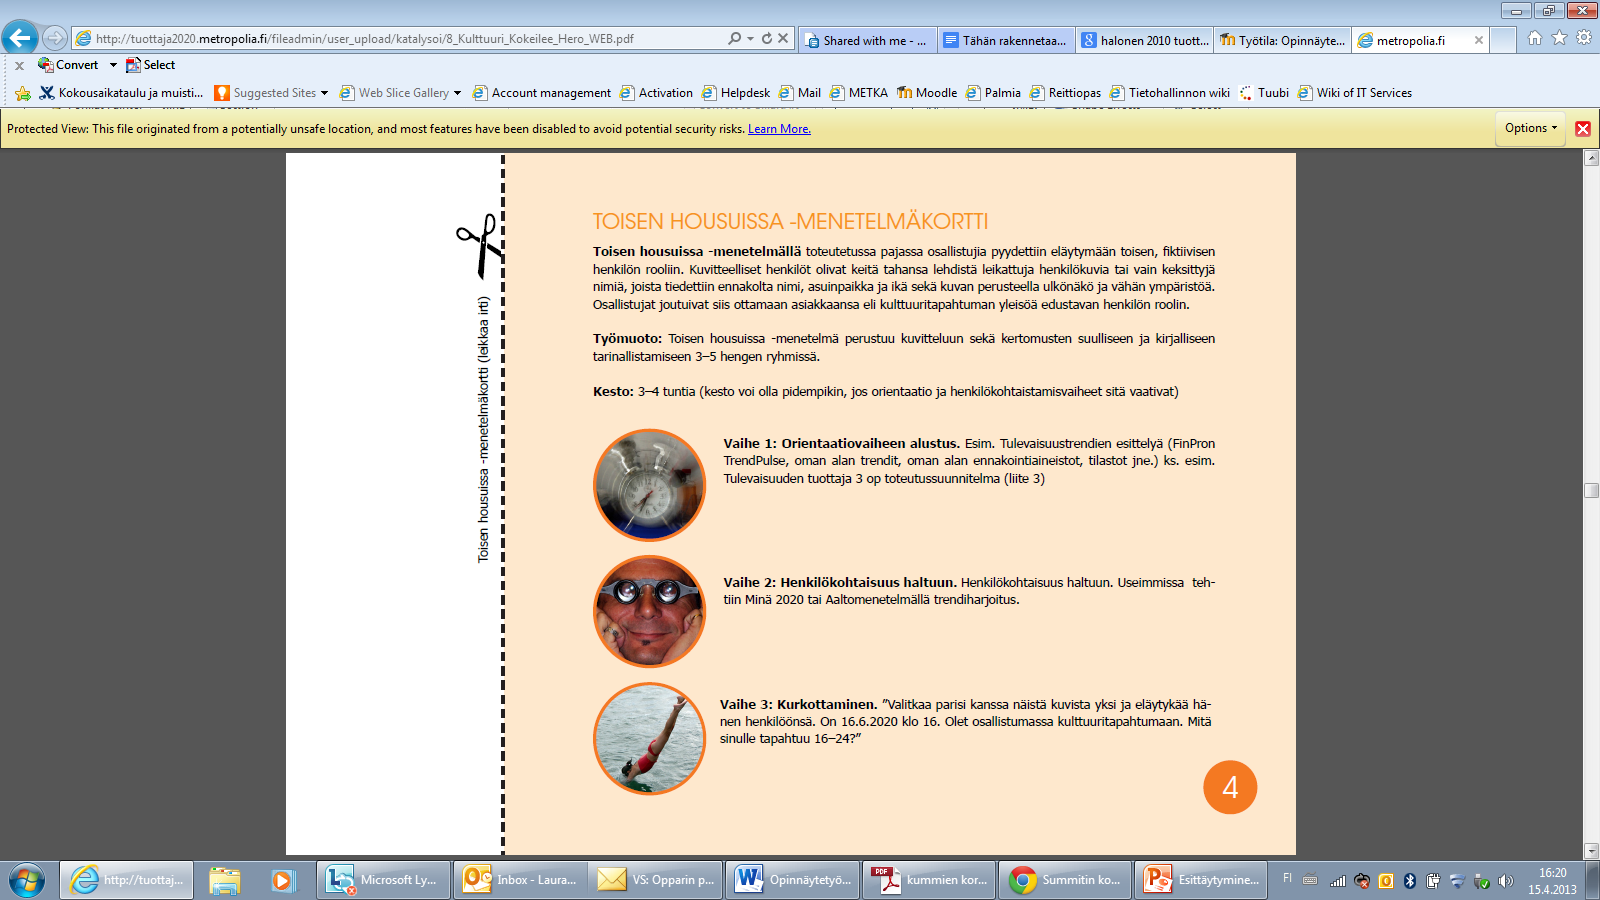 http://tuottaja2020.metropolia.fi/fileadmin/user_upload/katalysoi/8_Kulttuuri_Kokeilee_Hero_WEB.pdf
Shared with me - ...
Tähän rakennetaa...
halonen 2010 tuott...
Työtila: Opinnäyte...
metropolia.fi
Convert
Select
Kokousaikataulu ja muisti...
Suggested Sites
Web Slice Gallery
Account management
Activation
Helpdesk
Mail
METKA
Moodle
Palmia
Reittiopas
Tietohallinnon wiki
Tuubi
Wiki of IT Services
Protected View: This file originated from a potentially unsafe location, and most features have been disabled to avoid potential security risks. Learn More.
Options
Toisen housuissa -menetelmäkortti (leikkaa irti)
TOISEN HOUSUISSA -MENETELMÄKORTTI
Toisen housuissa -menetelmällä toteutetussa pajassa osallistujia pyydettiin eläytymään toisen, fiktiivisen
henkilön rooliin. Kuvitteelliset henkilöt olivat keitä tahansa lehdistä leikattuja henkilökuvia tai vain keksittyjä
nimiä, joista tiedettiin ennakolta nimi, asuinpaikka ja ikä sekä kuvan perusteella ulkonäkö ja vähän ympäristöä.
Osallistujat joutuivat siis ottamaan asiakkaansa eli kulttuuritapahtuman yleisöä edustavan henkilön roolin.
Työmuoto: Toisen housuissa -menetelmä perustuu kuvitteluun sekä kertomusten suulliseen ja kirjalliseen
tarinallistamiseen 3–5 hengen ryhmissä.
Kesto: 3–4 tuntia (kesto voi olla pidempikin, jos orientaatio ja henkilökohtaistamisvaiheet sitä vaativat)
Vaihe 1: Orientaatiovaiheen alustus. Esim. Tulevaisuustrendien esittelyä (FinPron
TrendPulse, oman alan trendit, oman alan ennakointiaineistot, tilastot jne.) ks. esim.
Tulevaisuuden tuottaja 3 op toteutussuunnitelma (liite 3)
Vaihe 2: Henkilökohtaisuus haltuun. Henkilökohtaisuus haltuun. Useimmissa teh-
tiin Minä 2020 tai Aaltomenetelmällä trendiharjoitus.
Vaihe 3: Kurkottaminen. ”Valitkaa parisi kanssa näistä kuvista yksi ja eläytykää hä-
nen henkilöönsä. On 16.6.2020 klo 16. Olet osallistumassa kulttuuritapahtumaan. Mitä
sinulle tapahtuu 16–24?”
4
http://tuottaj...
Microsoft Ly...
Inbox - Laura...
VS: Opparin p...
Opinnäytetyö...
kummien kor...
Summitin ko...
Esittäytymine...
FI
16:20
15.4.2013